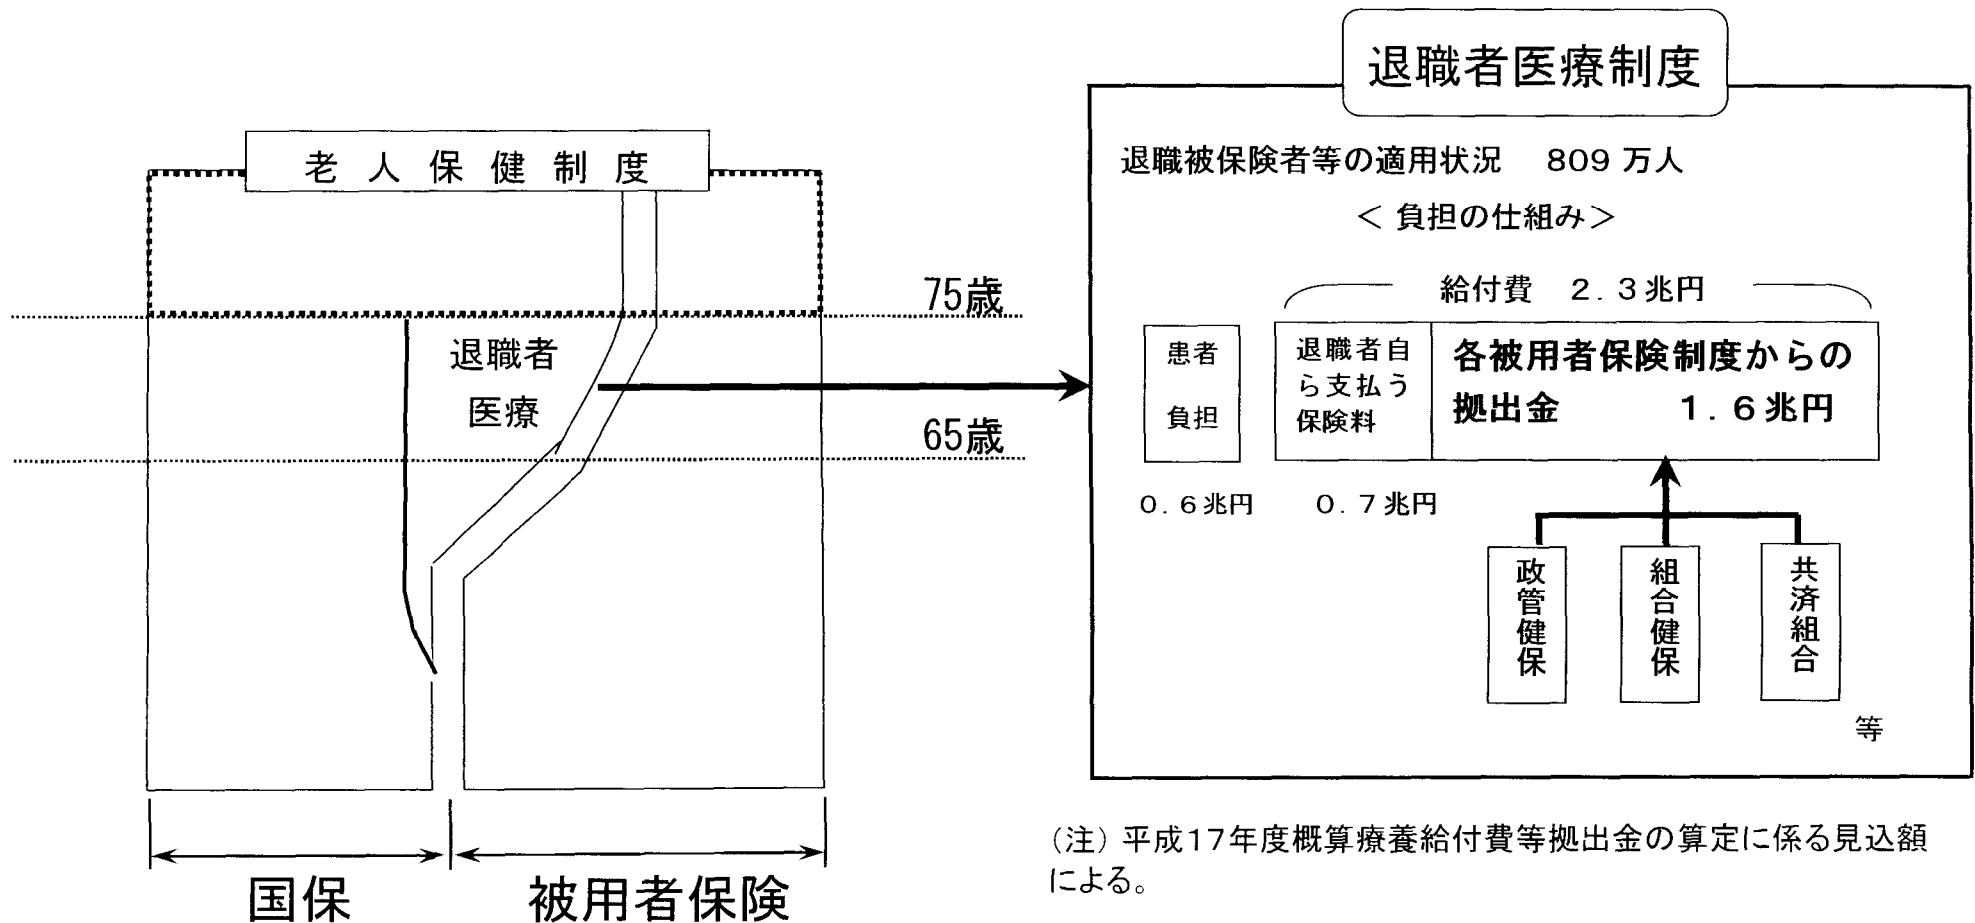 老人保健制度
75歳
退職者
医療
65歳
国保
被用者保険
退職者医療制度
退職被保険者等の適用状況 809万人
＜負担の仕組み＞
給付費 2.3兆円
患者
負担
退職者自
ら支払う
保険料
各被用者保険制度からの
拠出金 1.6兆円
0.6兆円
0.7兆円
政管健保
組合健保
共済組合
等
（注）平成17年度概算療養給付費等拠出金の算定に係る見込額
による。